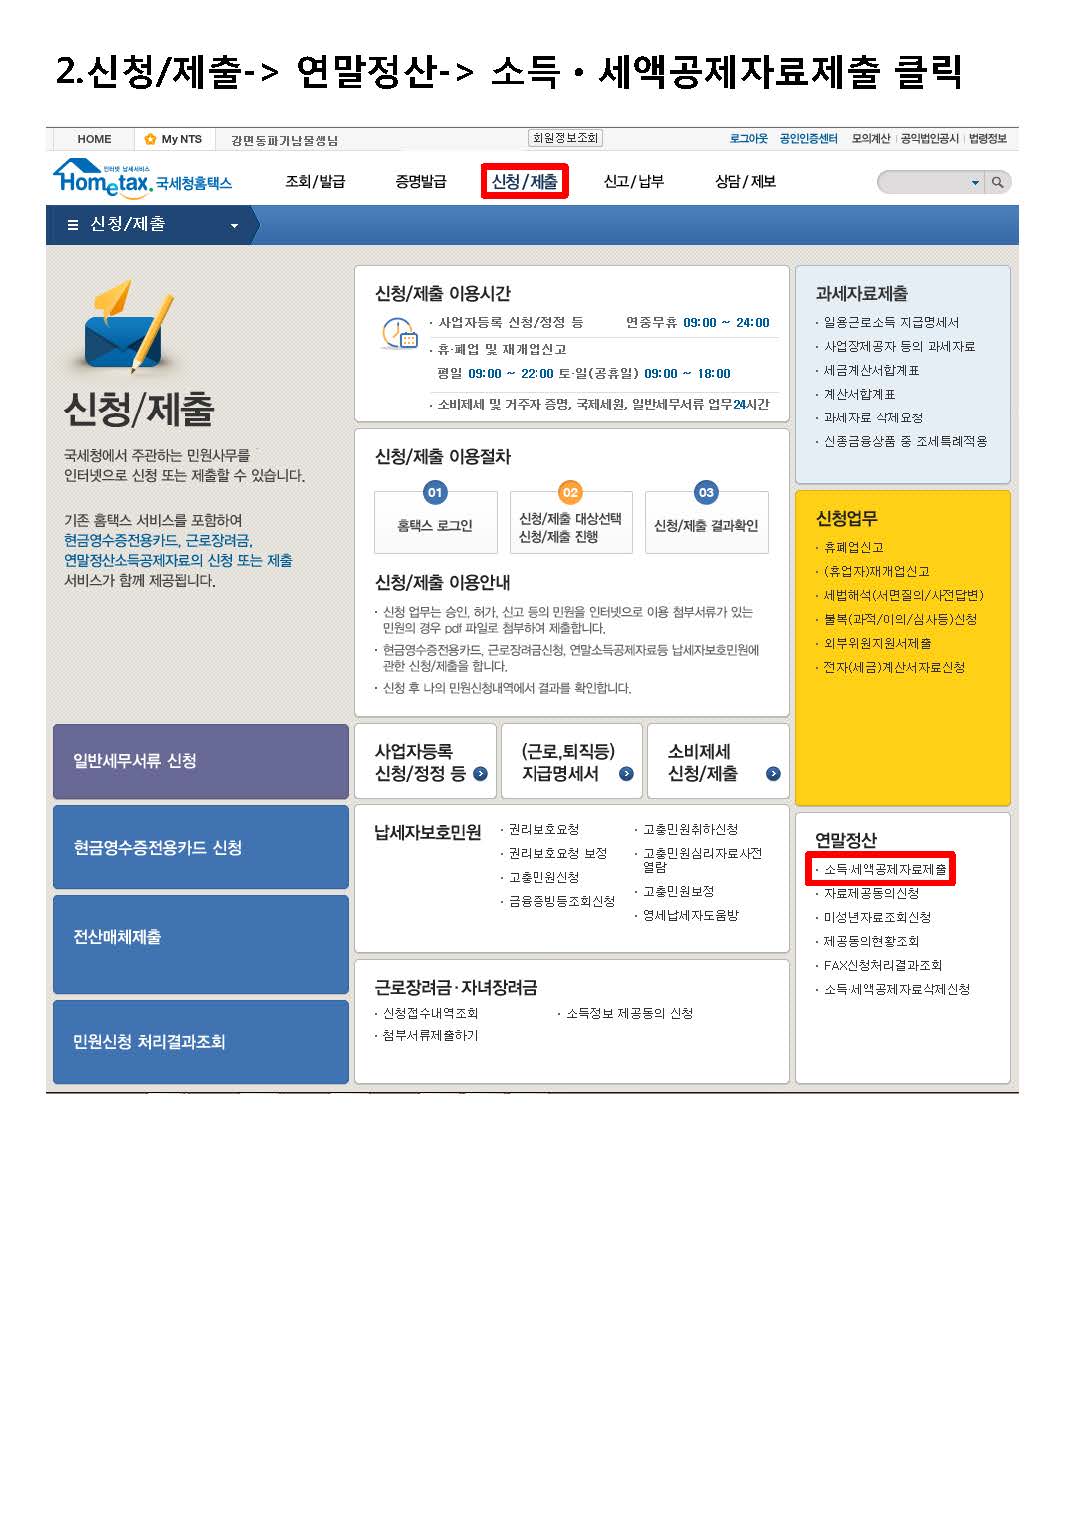 2.신청/제출-> 연말정산-> 소득 · 세액공제자료제출 클릭
HOME My NTS 회원정보조회 로그아웃 공인인증센터 모의계산 공익법인공시 법령정보
인터넷 납세서비스
Hometax. 국세청홈택스 조회/발급 증명발급 신청/제출 신고/납부 상담/제보
신청/제출
신청/제출
국세청에서 주관하는 민원사무를
인터넷으로 신청 또는 제출할 수 있습니다.
기존 홈택스 서비스를 포함하여
현금영수증전용카드, 근로장려금,
연말정산소득공제자료의 신청 또는 제출
서비스가 함께 제공됩니다.
신청/제출 이용시간
· 사업자등록 신청/정정 등 연중무휴 09:00 ~ 24:00
· 휴·폐업 및 재개업신고
평일 09:00 ~ 22:00 토·일(공휴일) 09:00 ~ 18:00
· 소비제세 및 거주자 증명, 국제세원, 일반세무서류 업무24시간
신청/제출 이용절차
01 02 03
홈택스 로그인
신청/제출 대상선택
신청/제출 진행
신청/제출 결과확인
신청/제출 이용안내
· 신청 업무는 승인, 허가, 신고 등의 민원을 인터넷으로 이용 첨부서류가 있는
민원의 경우 pdf 파일로 첨부하여 제출합니다.
· 현금영수증전용카드, 근로장려금신청, 연말소득공제자료등 납세자보호민원에
관한 신청/제출을 합니다.
· 신청 후 나의 민원신청내역에서 결과를 확인합니다.
과세자료제출
· 일용근로소득 지급명세서
· 사업장제공자 등의 과세자료
· 세금계산서합계표
· 계산서합계표
· 과세자료 삭제요청
· 신종금융상품 중 조세특례적용
신청업무
· 휴폐업신고
· (휴업자)재개업신고
· 세법해석(서면질의/사전답변)
· 불복(과적/이의/심사등)신청
· 외부위원지원서제출
· 전자(세금)계산서자료신청
일반세무서류 신청
현금영수증전용카드 신청
전산매체제출
민원신청 처리결과조회
사업자등록
신청/정정 등
(근로,퇴직등)
지급명세서
소비제세
신청/제출
납세자보호민원
· 권리보호요청
· 권리보호요청 보정
· 고충민원신청
· 금융증빙등조회신청
· 고충민원취하신청
· 고충민원심리자료사전
열람
· 고충민원보정
· 영세납세자도움방
근로장려금·자녀장려금
· 신청접수내역조회 · 소득정보 제공동의 신청
· 첨부서류제출하기
연말정산
· 소득·세액공제자료제출
· 자료제공동의신청
· 미성년자료조회신청
· 제공동의현황조회
· FAX신청처리결과조회
· 소득·세액공제자료삭제신청